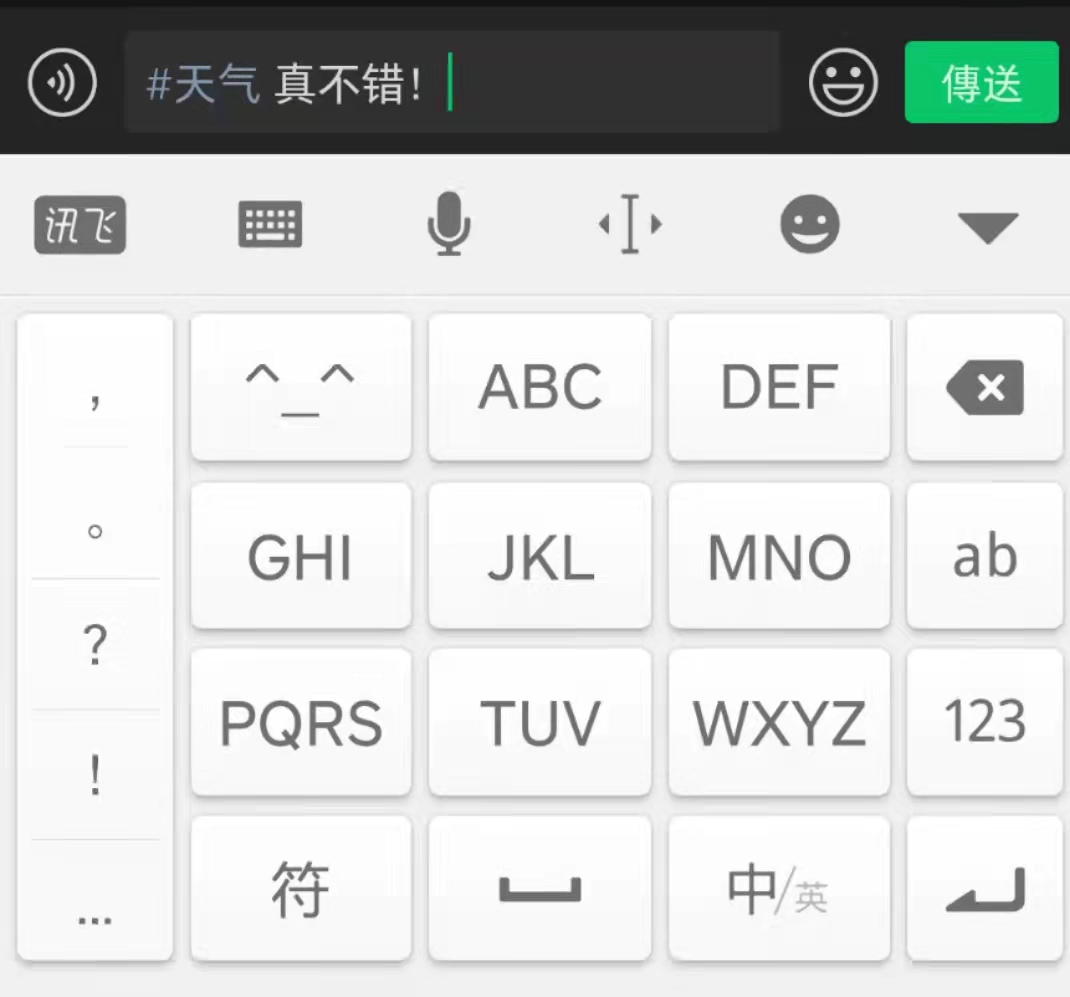 #天气 真不错！
傳送
讯飞
，
^_^
ABC
DEF
。
GHI
JKL
MNO
ab
？
PQRS
TUV
WXYZ
123
！
符
中/英
...